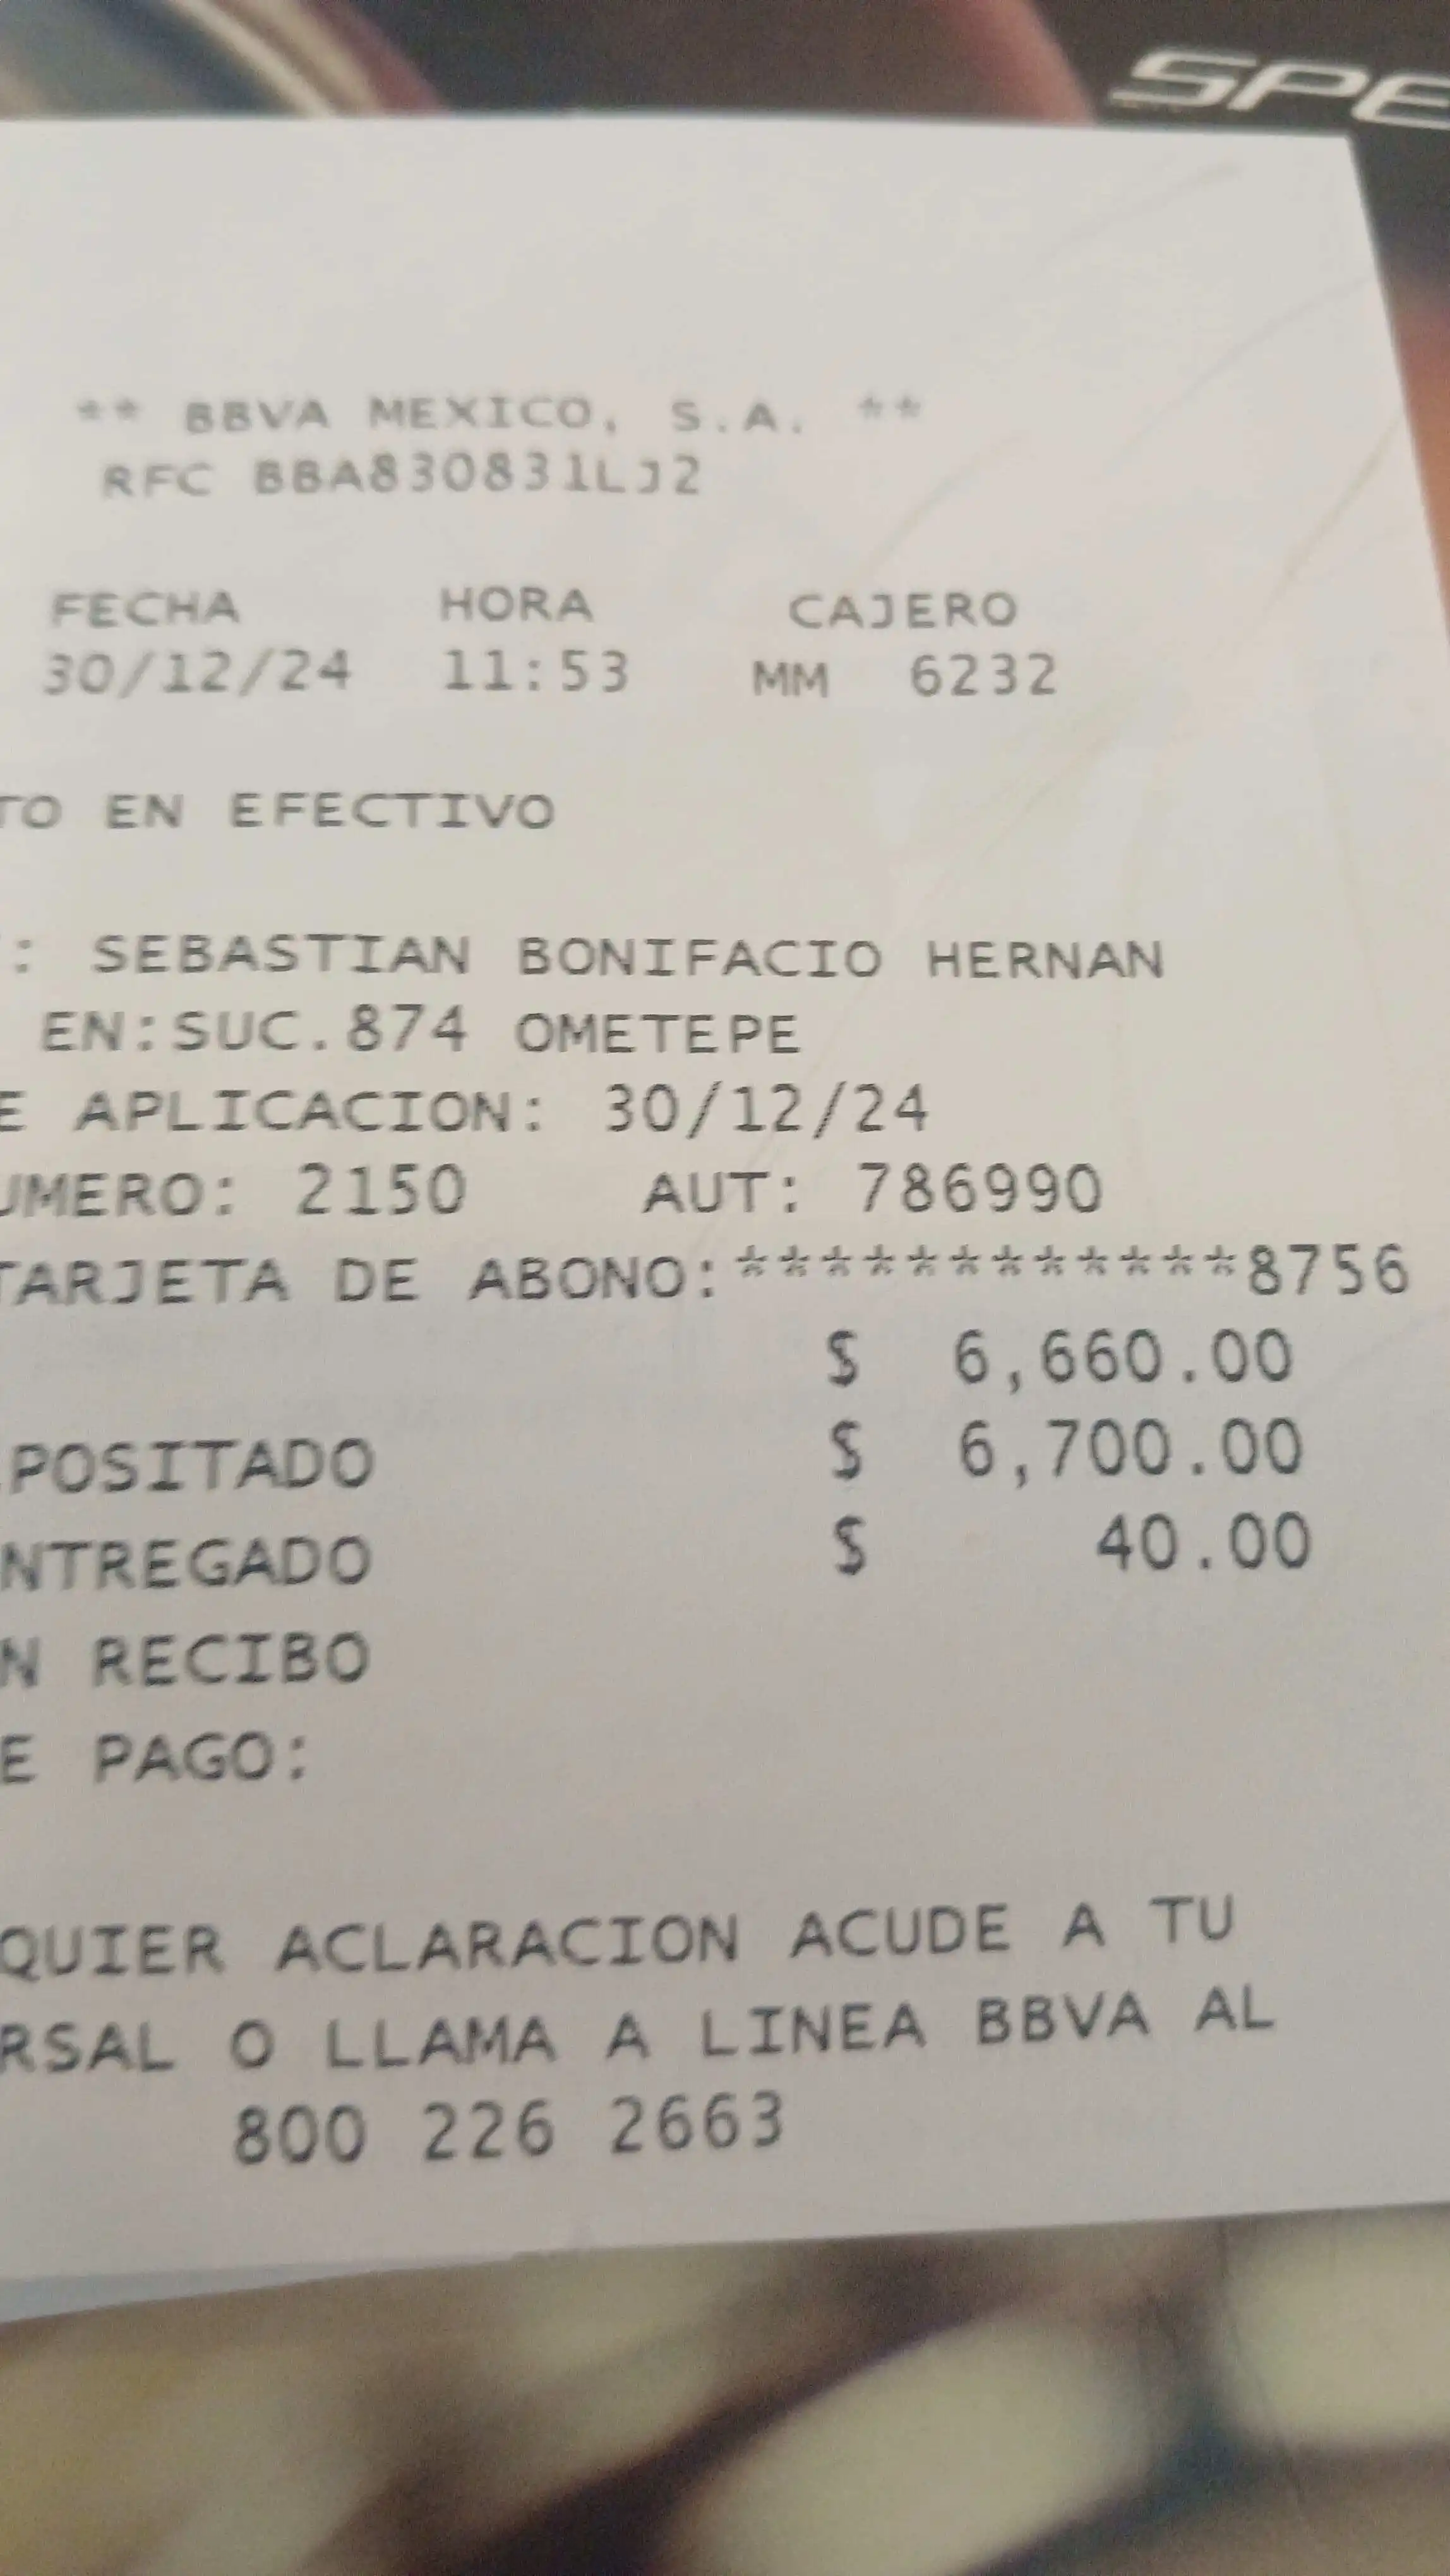 SPE
** BBVA MEXICO, S.A. **
RFC BBA830831LJ2
FECHA HORA CAJERO
30/12/24 11:53 MM 6232
TO EN EFECTIVO
: SEBASTIAN BONIFACIO HERNAN
EN:SUC.874 OMETEPE
E APLICACION: 30/12/24
UMERO: 2150 AUT: 786990
TARJETA DE ABONO:************8756
$ 6,660.00
POSITADO $ 6,700.00
NTREGADO $ 40.00
N RECIBO
E PAGO:
QUIER ACLARACION ACUDE A TU
RSAL O LLAMA A LINEA BBVA AL
800 226 2663